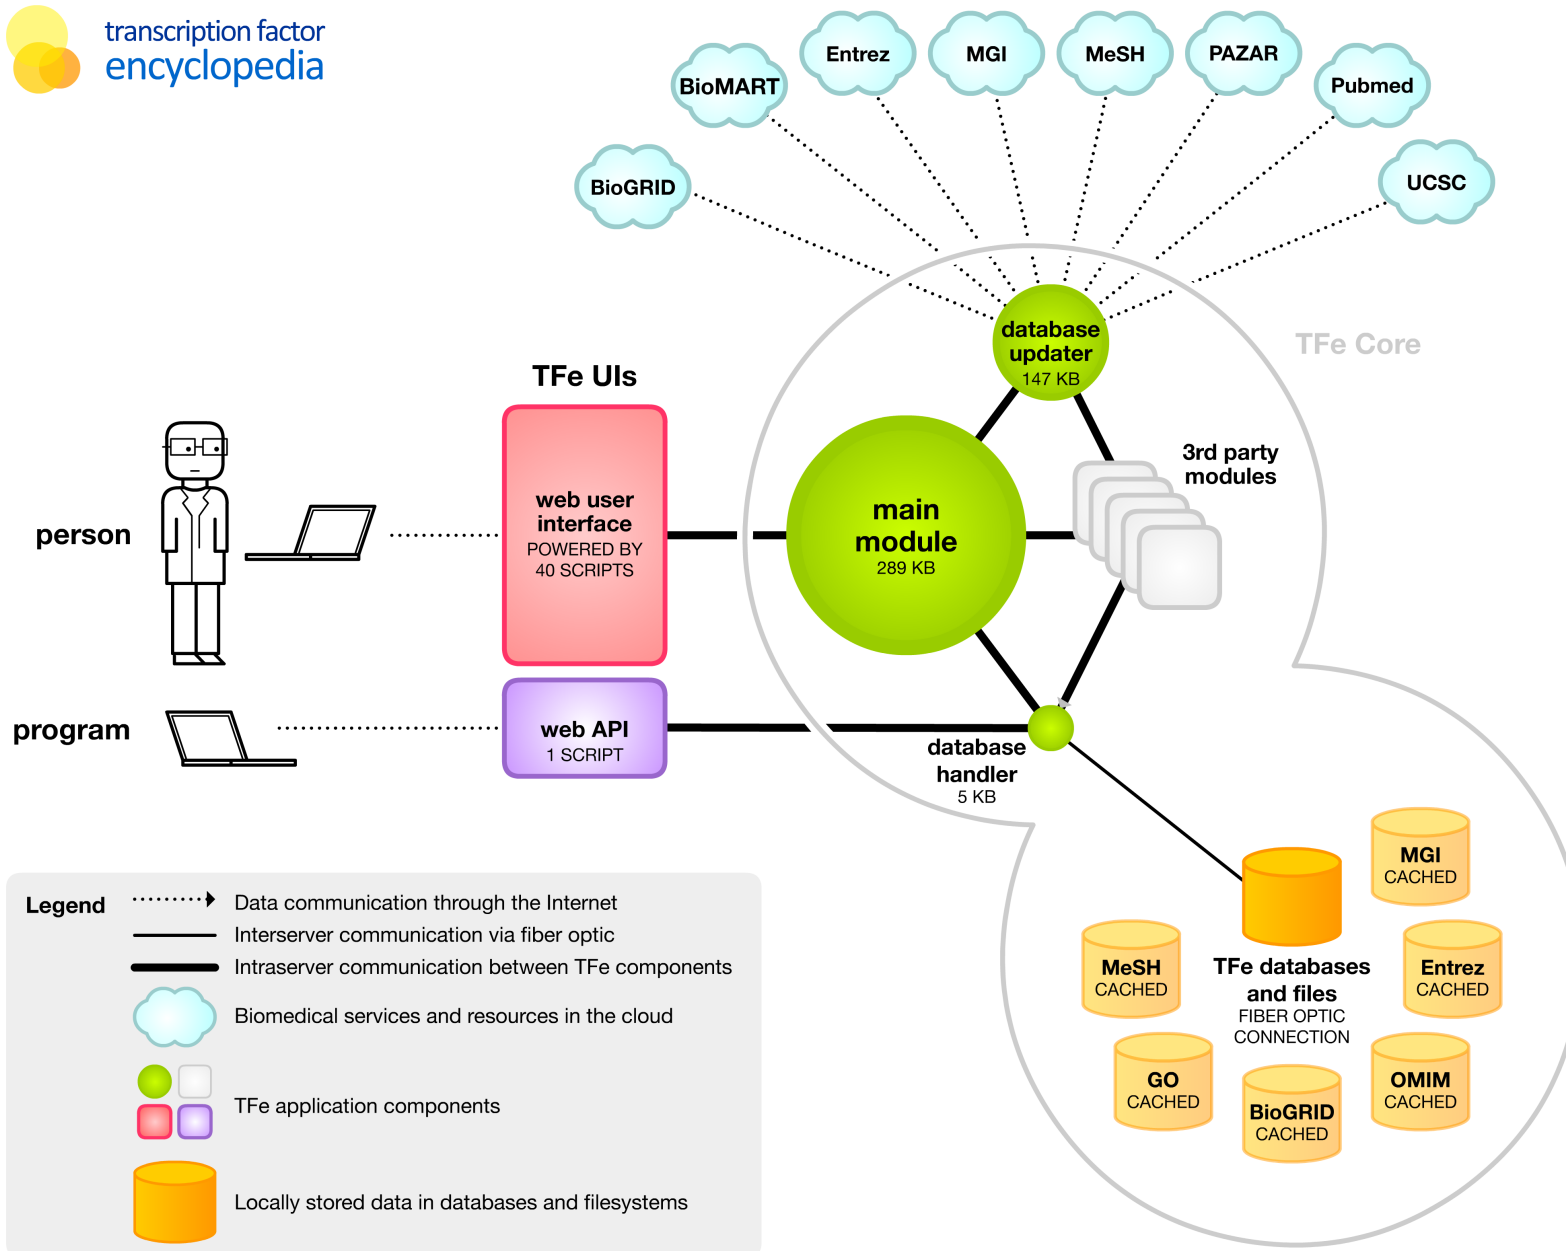 transcription factor
encyclopedia
BioGRID
BioMART
Entrez
MGI
MeSH
PAZAR
Pubmed
UCSC
TFe Core
database
updater
147 KB
TFe UIs
3rd party
modules
person
web user
interface
POWERED BY
40 SCRIPTS
main
module
289 KB
program
web API
1 SCRIPT
database
handler
5 KB
MGI
CACHED
MeSH
CACHED
TFe databases
and files
FIBER OPTIC
CONNECTION
Entrez
CACHED
GO
CACHED
BioGRID
CACHED
OMIM
CACHED
Legend
Data communication through the Internet
Interserver communication via fiber optic
Intraserver communication between TFe components
Biomedical services and resources in the cloud
TFe application components
Locally stored data in databases and filesystems